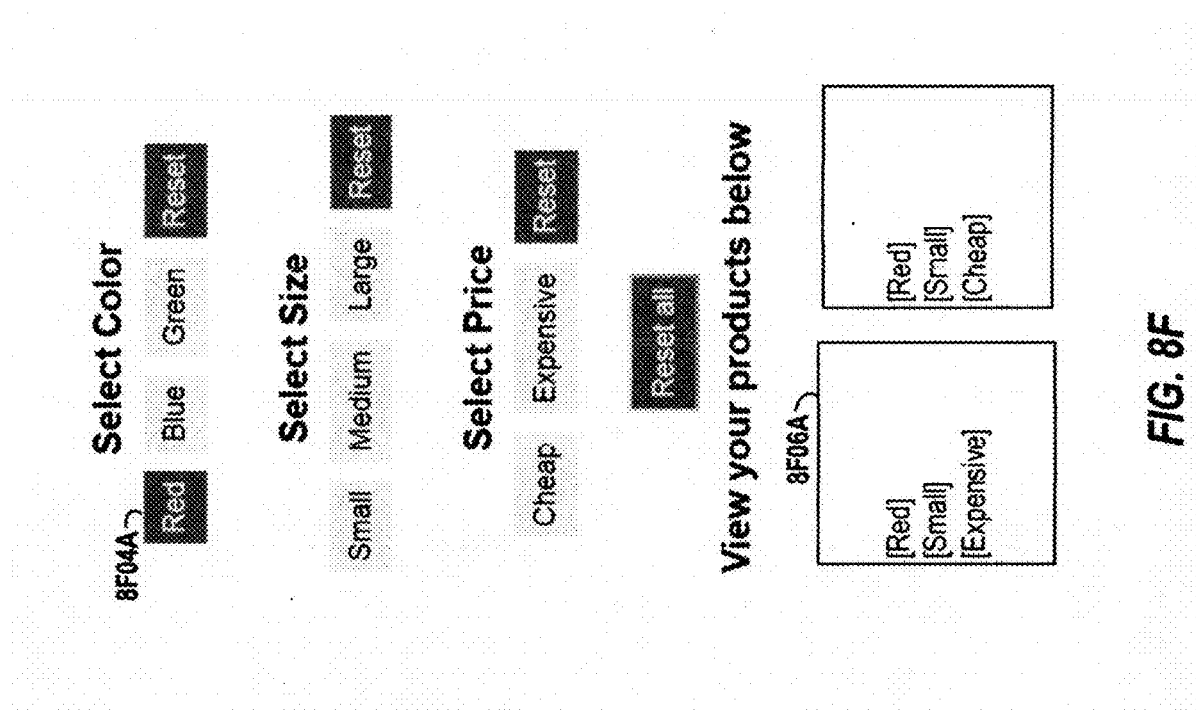 Select Color
8F04A
Red Blue Green Reset
Select Size
Small Medium Large Reset
Select Price
Cheap Expensive Reset
Reset all
View your products below
8F06A
[Red]
[Small]
[Expensive]
[Red]
[Small]
[Cheap]
FIG. 8F